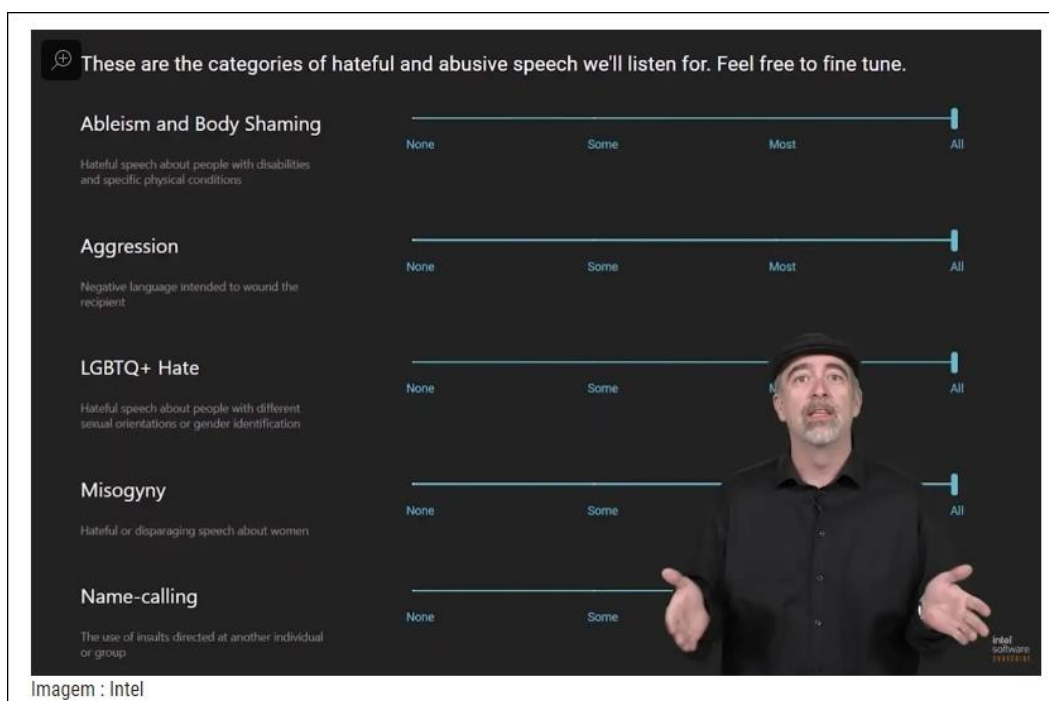 These are the categories of hateful and abusive speech we'll listen for. Feel free to fine tune.
Ableism and Body Shaming
None Some Most All
Hateful speech about people with disabilities
and specific physical conditions
Aggression
None Some Most All
Negative language intended to wound the
recipient
LGBTQ+ Hate
None Some All
Hateful speech about people with different
sexual orientations or gender identification
Misogyny
None Some All
Hateful or disparaging speech about women
Name-calling
None Some
The use of insults directed at another individual
or group
intel
software
SUBSCRIBE
Imagem : Intel